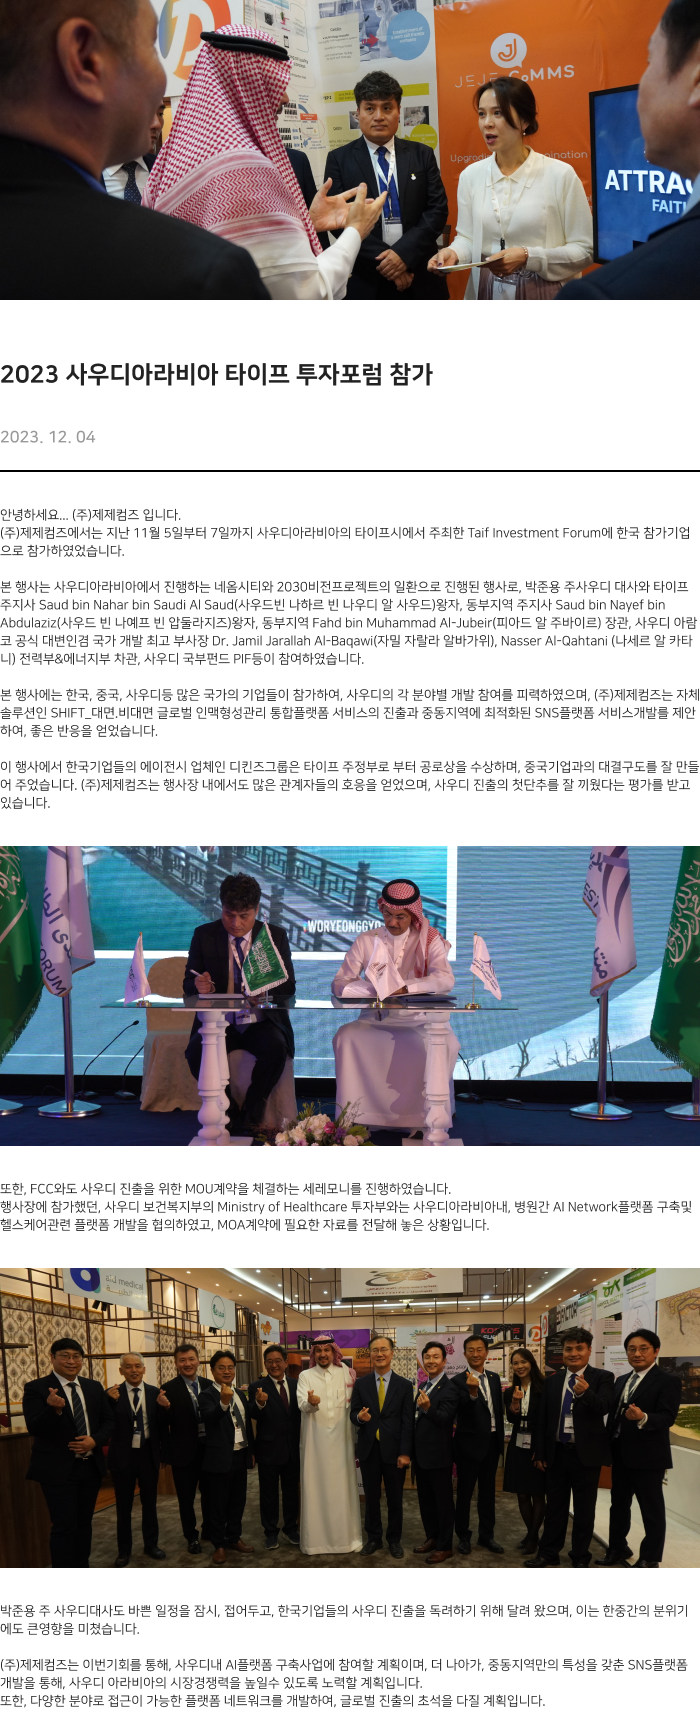 JEJE COMMS
ATTRA
FAITH
2023 사우디아라비아 타이프 투자포럼 참가
2023. 12. 04
안녕하세요... (주)제제컴즈 입니다.
(주)제제컴즈에서는 지난 11월 5일부터 7일까지 사우디아라비아의 타이프시에서 주최한 Taif Investment Forum에 한국 참가기업
으로 참가하였었습니다.
본 행사는 사우디아라비아에서 진행하는 네옴시티와 2030비전프로젝트의 일환으로 진행된 행사로, 박준용 주사우디 대사와 타이프
주지사 Saud bin Nahar bin Saudi Al Saud(사우드빈 나하르 빈 나우디 알 사우드)왕자, 동부지역 주지사 Saud bin Nayef bin
Abdulaziz(사우드 빈 나예프 빈 압둘라지즈)왕자, 동부지역 Fahd bin Muhammad Al-Jubeir(피아드 알 주바이르) 장관, 사우디 아람
코 공식 대변인겸 국가 개발 최고 부사장 Dr. Jamil Jarallah Al-Baqawi(자밀 자랄라 알바가위), Nasser Al-Qahtani (나세르 알 카타
니) 전력부&에너지부 차관, 사우디 국부펀드 PIF등이 참여하였습니다.
본 행사에는 한국, 중국, 사우디등 많은 국가의 기업들이 참가하여, 사우디의 각 분야별 개발 참여를 피력하였으며, (주)제제컴즈는 자체
솔루션인 SHIFT_대면.비대면 글로벌 인맥형성관리 통합플랫폼 서비스의 진출과 중동지역에 최적화된 SNS플랫폼 서비스개발를 제안
하여, 좋은 반응을 얻었습니다.
이 행사에서 한국기업들의 에이전시 업체인 디킨즈그룹은 타이프 주정부로 부터 공로상을 수상하며, 중국기업과의 대결구도를 잘 만들
어 주었습니다. (주)제제컴즈는 행사장 내에서도 많은 관계자들의 호응을 얻었으며, 사우디 진출의 첫단추를 잘 끼웠다는 평가를 받고
있습니다.
WORYEONGGYO
또한, FCC와도 사우디 진출을 위한 MOU계약을 체결하는 세레모니를 진행하였습니다.
행사장에 참가했던, 사우디 보건복지부의 Ministry of Healthcare 투자부와는 사우디아라비아내, 병원간 AI Network플랫폼 구축및
헬스케어관련 플랫폼 개발을 협의하였고, MOA계약에 필요한 자료를 전달해 놓은 상황입니다.
medical
박준용 주 사우디대사도 바쁜 일정을 잠시, 접어두고, 한국기업들의 사우디 진출을 독려하기 위해 달려 왔으며, 이는 한중간의 분위기
에도 큰영향을 미쳤습니다.
(주)제제컴즈는 이번기회를 통해, 사우디내 AI플랫폼 구축사업에 참여할 계획이며, 더 나아가, 중동지역만의 특성을 갖춘 SNS플랫폼
개발을 통해, 사우디 아라비아의 시장경쟁력을 높일수 있도록 노력할 계획입니다.
또한, 다양한 분야로 접근이 가능한 플랫폼 네트워크를 개발하여, 글로벌 진출의 초석을 다질 계획입니다.